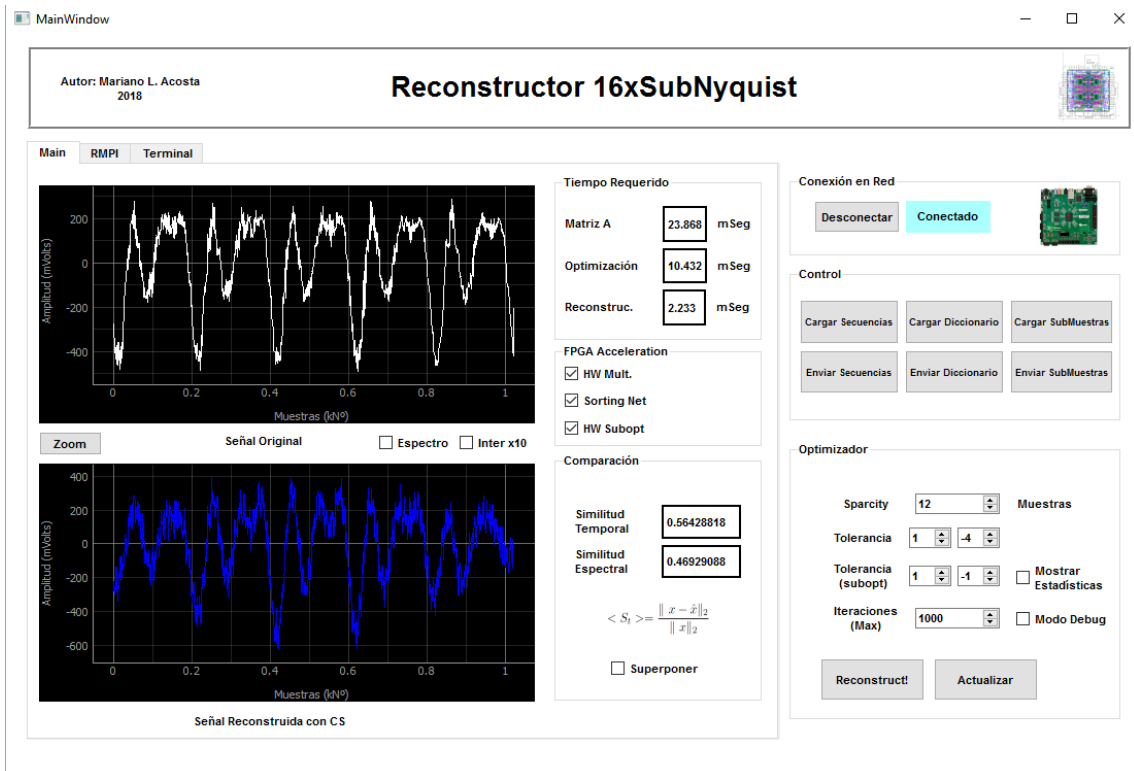 MainWindow
Autor: Mariano L. Acosta
2018
Reconstructor 16xSubNyquist
Main RMPI Terminal
Amplitud (mVolts)
200
0
-200
-400
0 0.2 0.4 0.6 0.8 1
Muestras (kNº)
Zoom Señal Original Espectro Inter x10
Amplitud (mVolts)
400
200
0
-200
-400
-600
0 0.2 0.4 0.6 0.8 1
Muestras (kNº)
Señal Reconstruida con CS
Tiempo Requerido
Matriz A 23.868 mSeg
Optimización 10.432 mSeg
Reconstruc. 2.233 mSeg
FPGA Acceleration
HW Mult.
Sorting Net
HW Subopt
Comparación
Similitud
Temporal 0.56428818
Similitud
Espectral 0.46929088
< S_t >= ‖ x − x̂‖₂ / ‖ x‖₂
Superponer
Conexión en Red
Desconectar Conectado
Control
Cargar Secuencias Cargar Diccionario Cargar SubMuestras
Enviar Secuencias Enviar Diccionario Enviar SubMuestras
Optimizador
Sparcity 12 Muestras
Tolerancia 1 -4
Tolerancia
(subopt) 1 -1 Mostrar
Estadísticas
Iteraciones
(Max) 1000 Modo Debug
Reconstruct! Actualizar